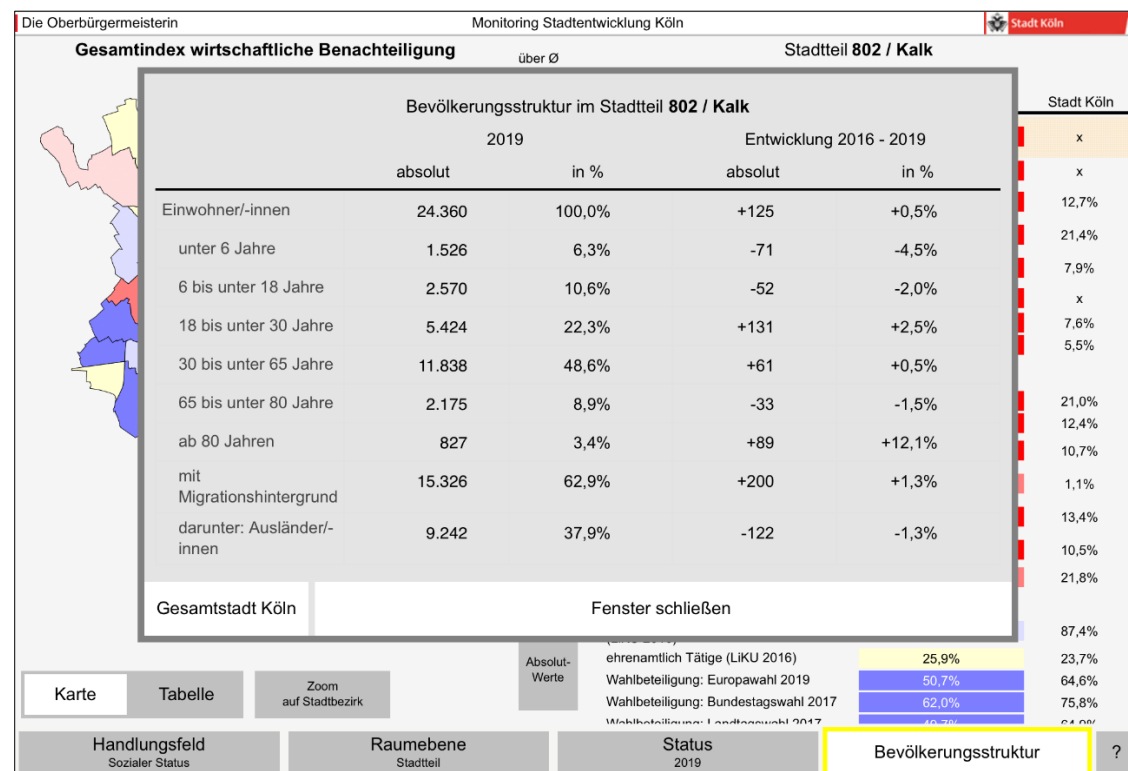 Die Oberbürgermeisterin Monitoring Stadtentwicklung Köln Stadt Köln
Gesamtindex wirtschaftliche Benachteiligung über Ø Stadtteil 802 / Kalk
Stadt Köln
Bevölkerungsstruktur im Stadtteil 802 / Kalk
2019 Entwicklung 2016 - 2019
absolut in % absolut in %
Einwohner/-innen 24.360 100,0% +125 +0,5%
unter 6 Jahre 1.526 6,3% -71 -4,5%
6 bis unter 18 Jahre 2.570 10,6% -52 -2,0%
18 bis unter 30 Jahre 5.424 22,3% +131 +2,5%
30 bis unter 65 Jahre 11.838 48,6% +61 +0,5%
65 bis unter 80 Jahre 2.175 8,9% -33 -1,5%
ab 80 Jahren 827 3,4% +89 +12,1%
mit
Migrationshintergrund 15.326 62,9% +200 +1,3%
darunter: Ausländer/-
innen 9.242 37,9% -122 -1,3%
Gesamtstadt Köln Fenster schließen
x
x
12,7%
21,4%
7,9%
x
7,6%
5,5%
21,0%
12,4%
10,7%
1,1%
13,4%
10,5%
21,8%
87,4%
Absolut-
Werte
ehrenamtlich Tätige (LiKU 2016) 25,9% 23,7%
Wahlbeteiligung: Europawahl 2019 50,7% 64,6%
Wahlbeteiligung: Bundestagswahl 2017 62,0% 75,8%
Wahlbeteiligung: Landtagswahl 2017
Karte Tabelle Zoom
auf Stadtbezirk
Handlungsfeld
Sozialer Status
Raumebene
Stadtteil
Status
2019
Bevölkerungsstruktur
?